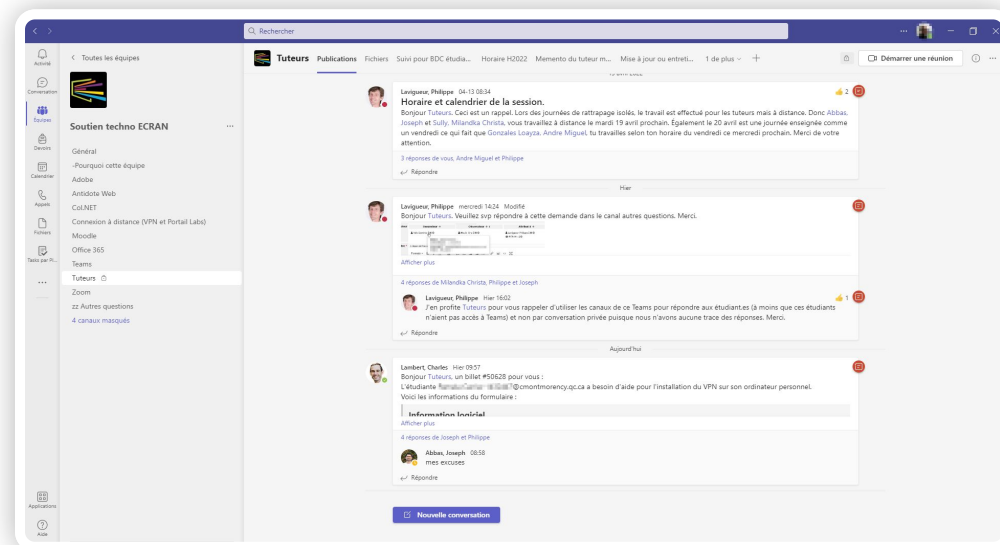 Rechercher
Activité
Conversation
Équipes
Devoirs
Calendrier
Appels
Fichiers
Applications
Aide
Toutes les équipes
Soutien techno ECRAN
Général
-Pourquoi cette équipe
Adobe
Antidote Web
Col.NET
Connexion à distance (VPN et Portail Labs)
Moodle
Office 365
Teams
Tuteurs
Zoom
zz Autres questions
4 canaux masqués
Tuteurs Publications Fichiers Suivi pour BDC étudia... Horaire H2022 Memento du tuteur m... Mise à jour ou entreti... 1 de plus
Démarrer une réunion
Lavigueur, Philippe 04-13 08:34
2
Horaire et calendrier de la session.
Bonjour Tuteurs. Ceci est un rappel. Lors des journées de rattrapage isolés, le travail est effectué pour les tuteurs mais à distance. Donc Abbas,
Joseph et Sully, Milandka Christa, vous travaillez à distance le mardi 19 avril prochain. Également le 20 avril est une journée enseignée comme
un vendredi ce qui fait que Gonzales Loayza, Andre Miguel, tu travailles selon ton horaire du vendredi ce mercredi prochain. Merci de votre
attention.
3 réponses de vous, Andre Miguel et Philippe
Répondre
Hier
Lavigueur, Philippe mercredi 14:24 Modifié
Bonjour Tuteurs. Veuillez svp répondre à cette demande dans le canal autres questions. Merci.
Afficher plus
4 réponses de Milandka Christa, Philippe et Joseph
Lavigueur, Philippe Hier 16:02
1
J'en profite Tuteurs pour vous rappeler d'utiliser les canaux de ce Teams pour répondre aux étudiant.es (à moins que ces étudiants
n'aient pas accès à Teams) et non par conversation privée puisque nous n'avons aucune trace des réponses. Merci.
Répondre
Aujourd'hui
Lambert, Charles Hier 09:57
Bonjour Tuteurs, un billet #50628 pour vous :
L'étudiante @cmontmorency.qc.ca a besoin d'aide pour l'installation du VPN sur son ordinateur personnel.
Voici les informations du formulaire :
Information logiciel
Afficher plus
4 réponses de Joseph et Philippe
Abbas, Joseph 08:58
mes excuses
Répondre
Nouvelle conversation